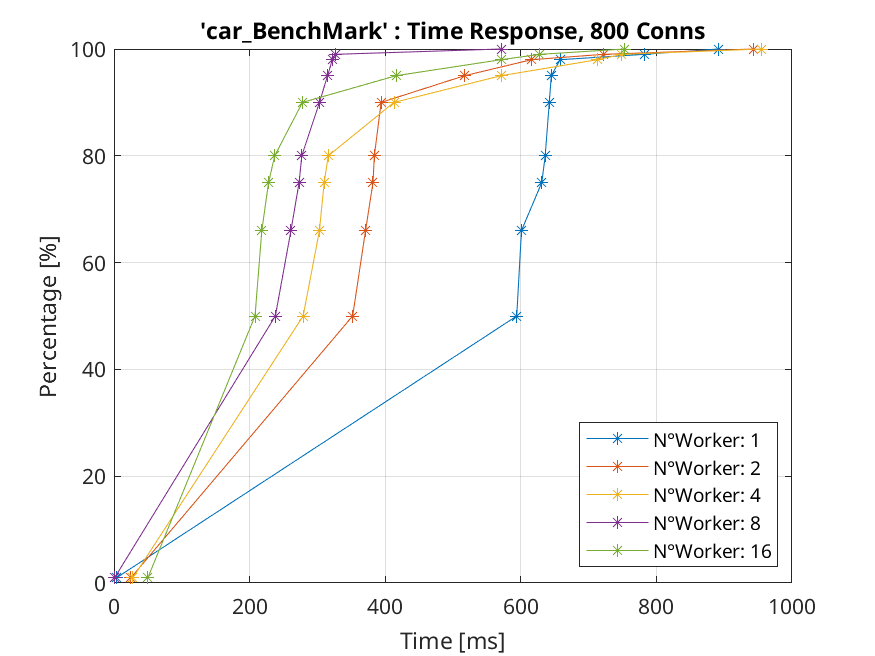 'car_BenchMark' : Time Response, 800 Conns
Percentage [%]
100
80
60
40
20
0
0 200 400 600 800 1000
Time [ms]
N°Worker: 1
N°Worker: 2
N°Worker: 4
N°Worker: 8
N°Worker: 16